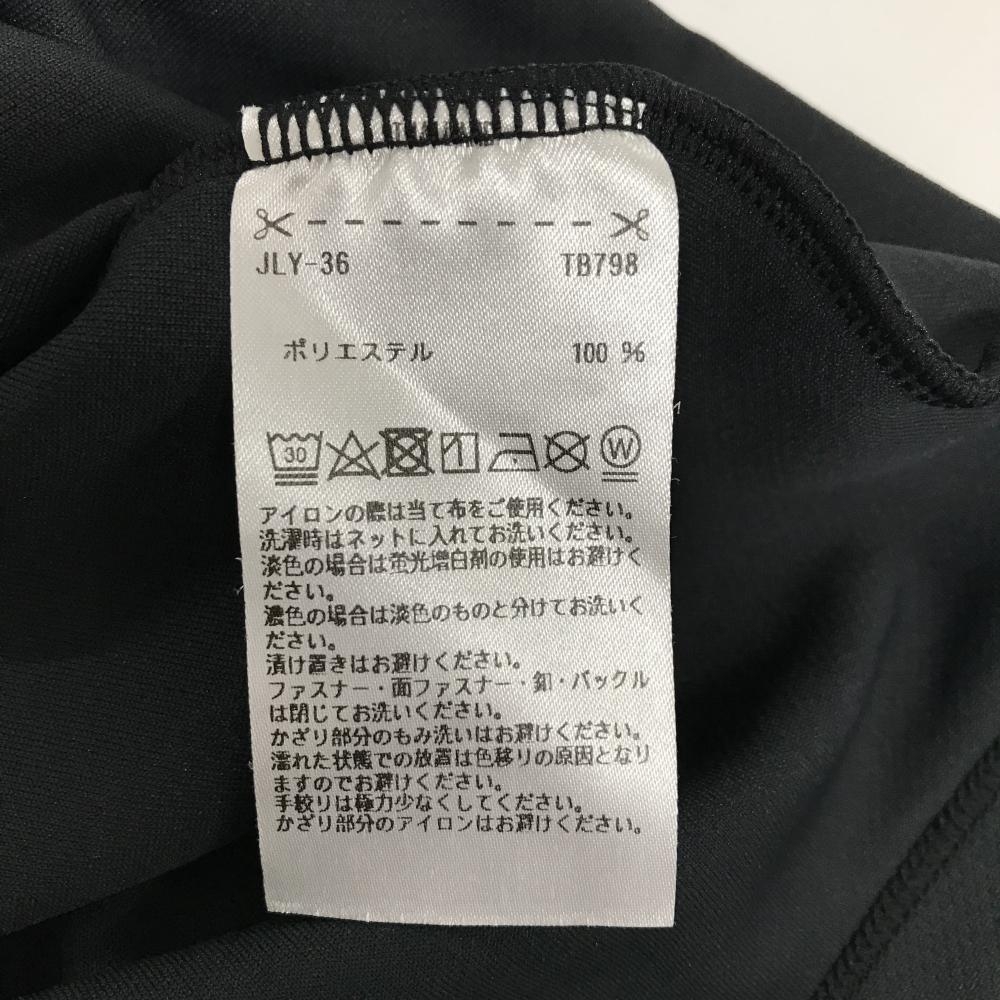 JLY-36 TB798
ポリエステル 100 %
30
W
アイロンの際は当て布をご使用ください。
洗濯時はネットに入れてお洗いください。
淡色の場合は蛍光増白剤の使用はお避けく
ださい。
濃色の場合は淡色のものと分けてお洗いく
ださい。
漬け置きはお避けください。
ファスナー・面ファスナー・釦・バックル
は閉じてお洗いください。
かざり部分のもみ洗いはお避けください。
濡れた状態での放置は色移りの原因となり
ますのでお避けください。
手絞りは極力少なくしてください。
かざり部分のアイロンはお避けください。